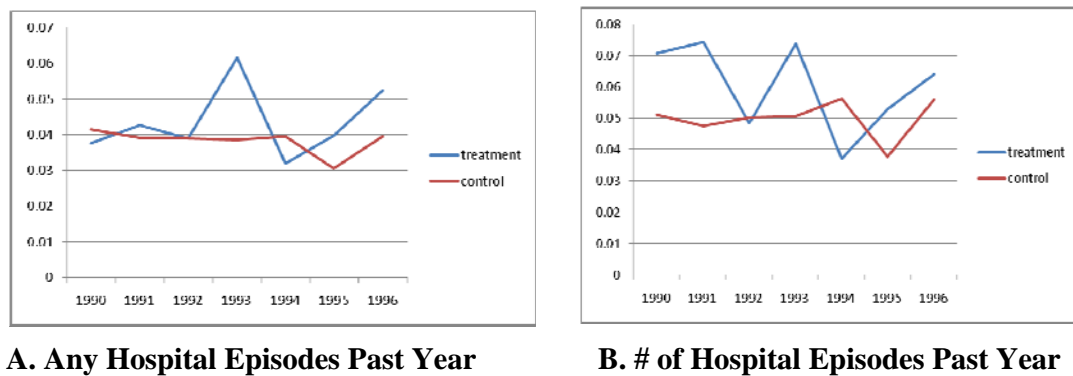 0.07
0.06
0.05
0.04
0.03
0.02
0.01
0
1990 1991 1992 1993 1994 1995 1996
treatment
control
A. Any Hospital Episodes Past Year
0.08
0.07
0.06
0.05
0.04
0.03
0.02
0.01
0
1990 1991 1992 1993 1994 1995 1996
treatment
control
B. # of Hospital Episodes Past Year